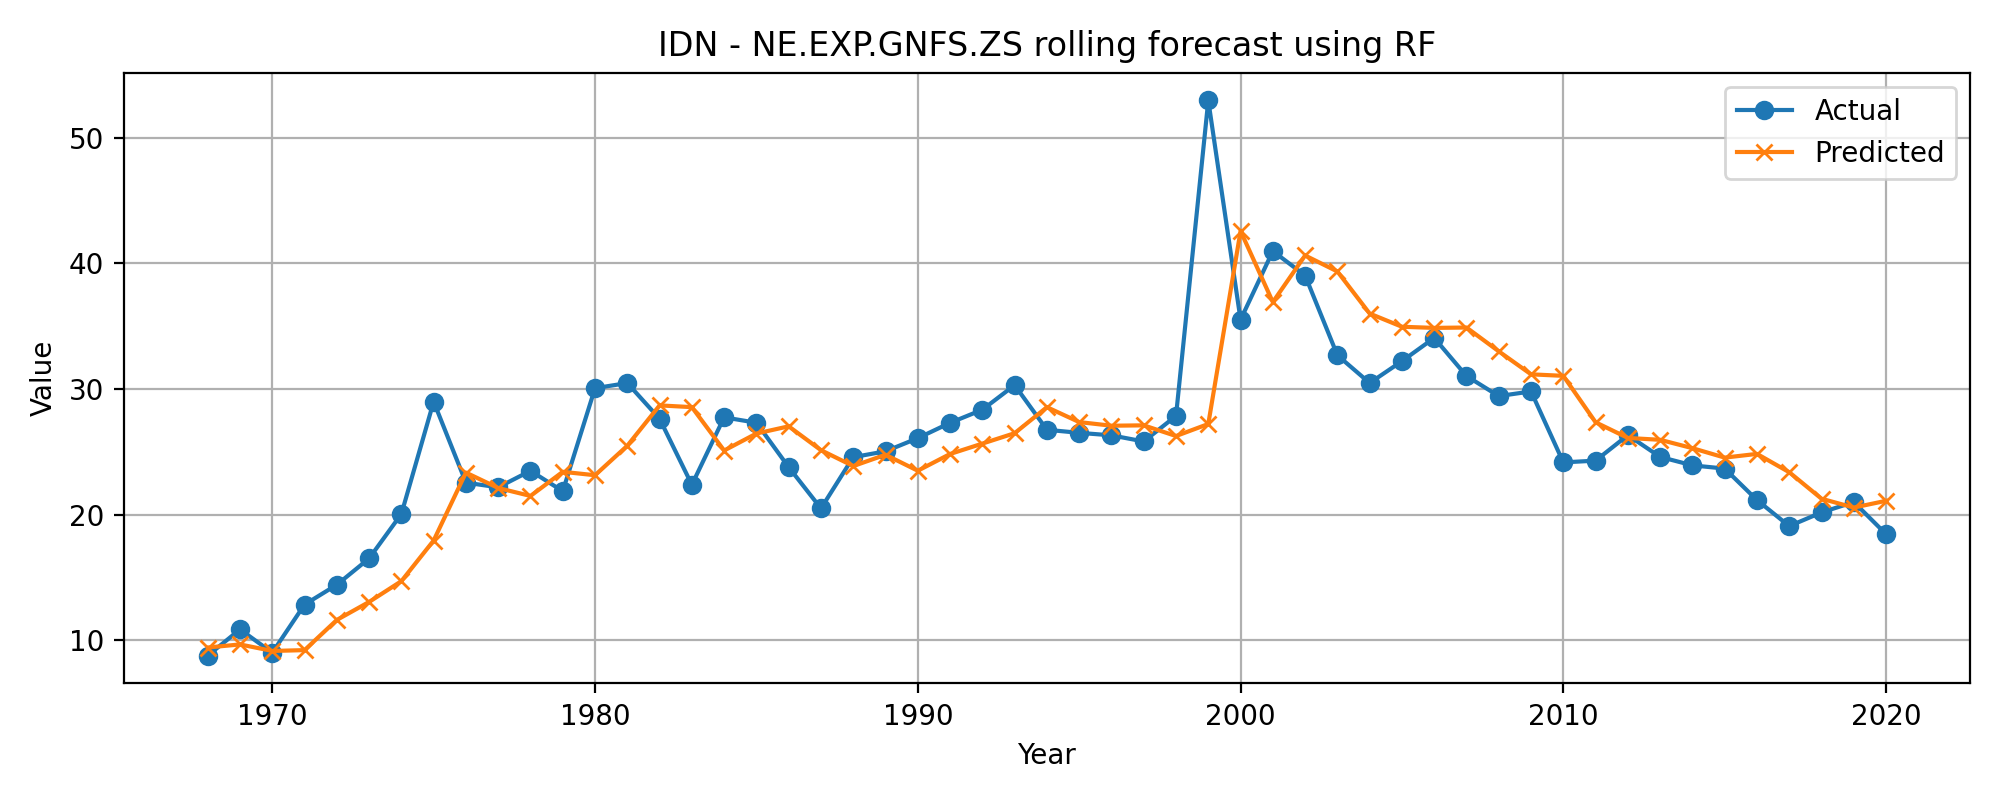 IDN - NE.EXP.GNFS.ZS rolling forecast using RF
Actual
Predicted
Value
50
40
30
20
10
1970 1980 1990 2000 2010 2020
Year